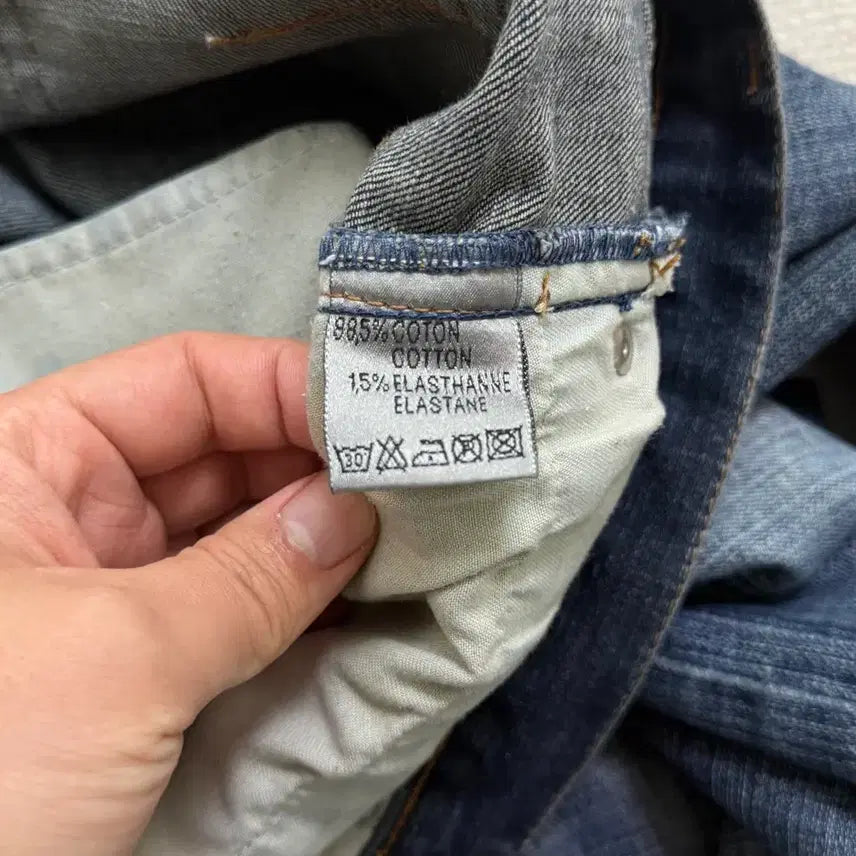 98,5% COTON
COTTON
1,5% ELASTHANNE
ELASTANE
30